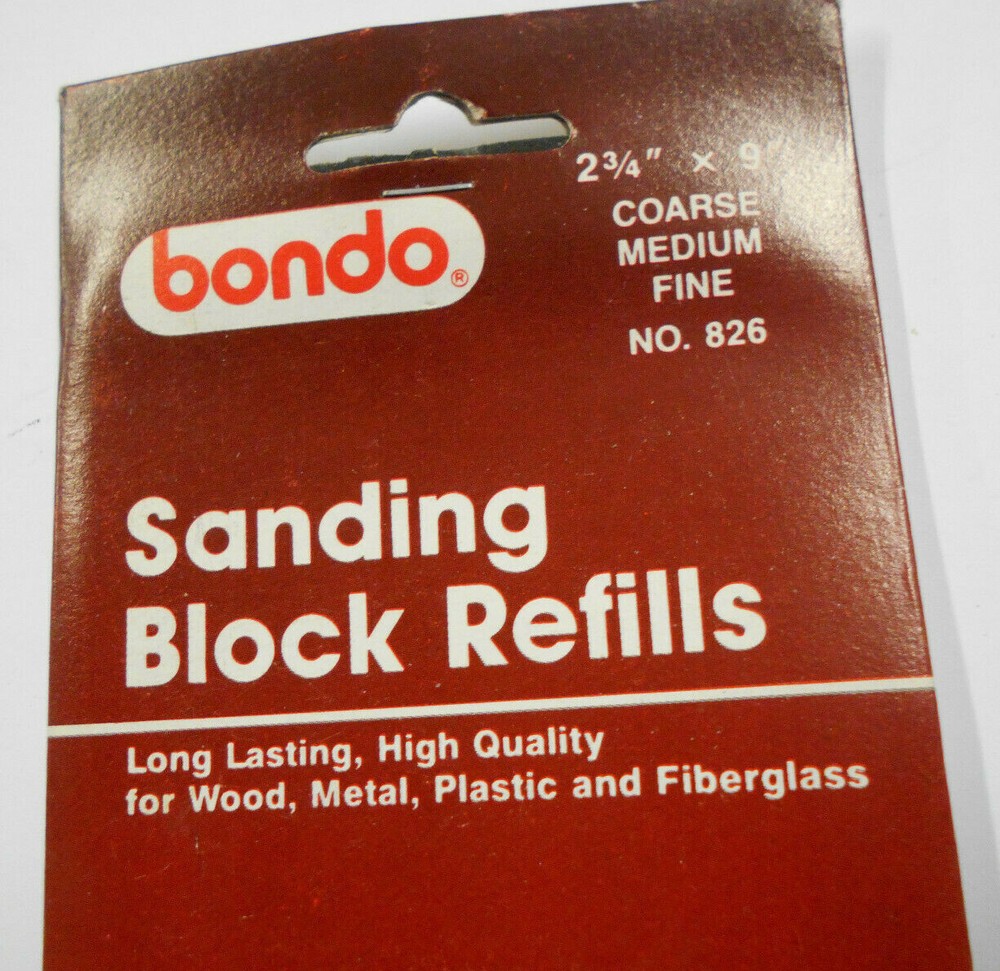 2¾" × 9"
COARSE
MEDIUM
FINE
NO. 826
bondo®
Sanding
Block Refills
Long Lasting, High Quality
for Wood, Metal, Plastic and Fiberglass